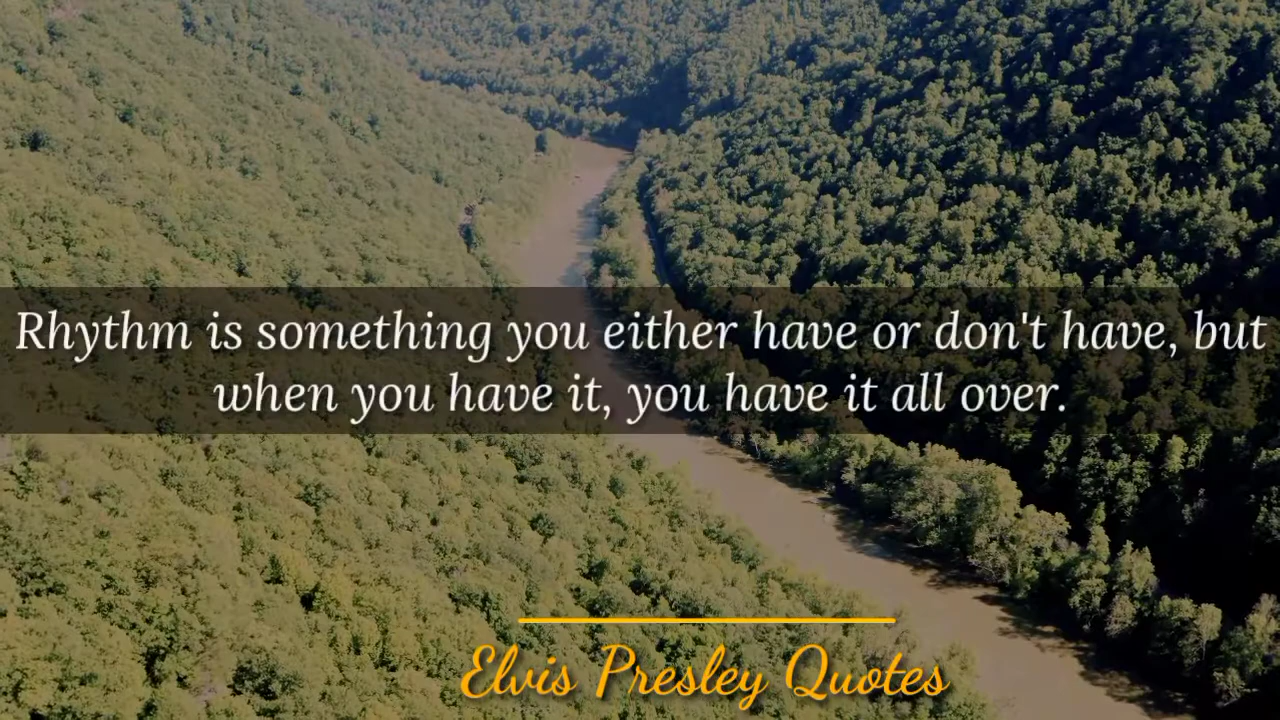 Rhythm is something you either have or don't have, but
when you have it, you have it all over.
Elvis Presley Quotes